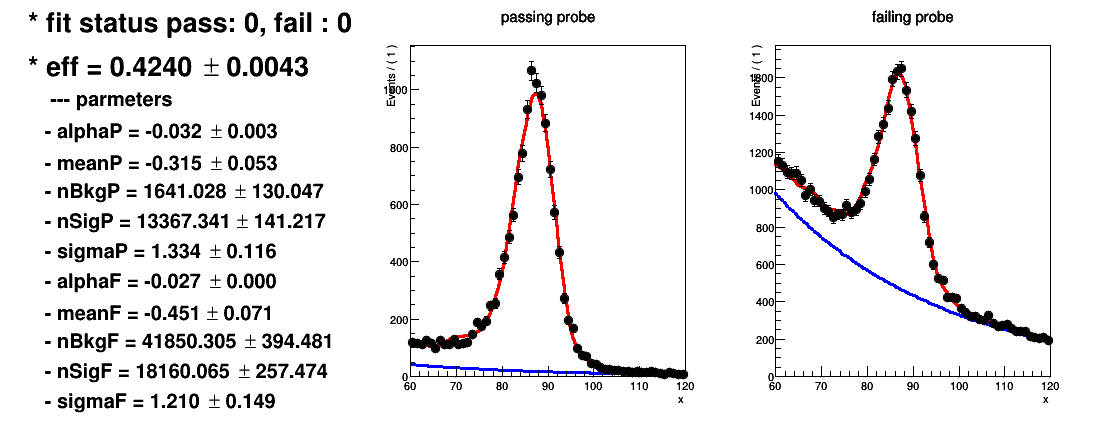 * fit status pass: 0, fail : 0
* eff = 0.4240 ± 0.0043
--- parmeters
- alphaP = -0.032 ± 0.003
- meanP = -0.315 ± 0.053
- nBkgP = 1641.028 ± 130.047
- nSigP = 13367.341 ± 141.217
- sigmaP = 1.334 ± 0.116
- alphaF = -0.027 ± 0.000
- meanF = -0.451 ± 0.071
- nBkgF = 41850.305 ± 394.481
- nSigF = 18160.065 ± 257.474
- sigmaF = 1.210 ± 0.149
passing probe
Events / ( 1 )
1000
800
600
400
200
0
60 70 80 90 100 110 120
x
failing probe
Events / ( 1 )
1600
1400
1200
1000
800
600
400
200
0
60 70 80 90 100 110 120
x